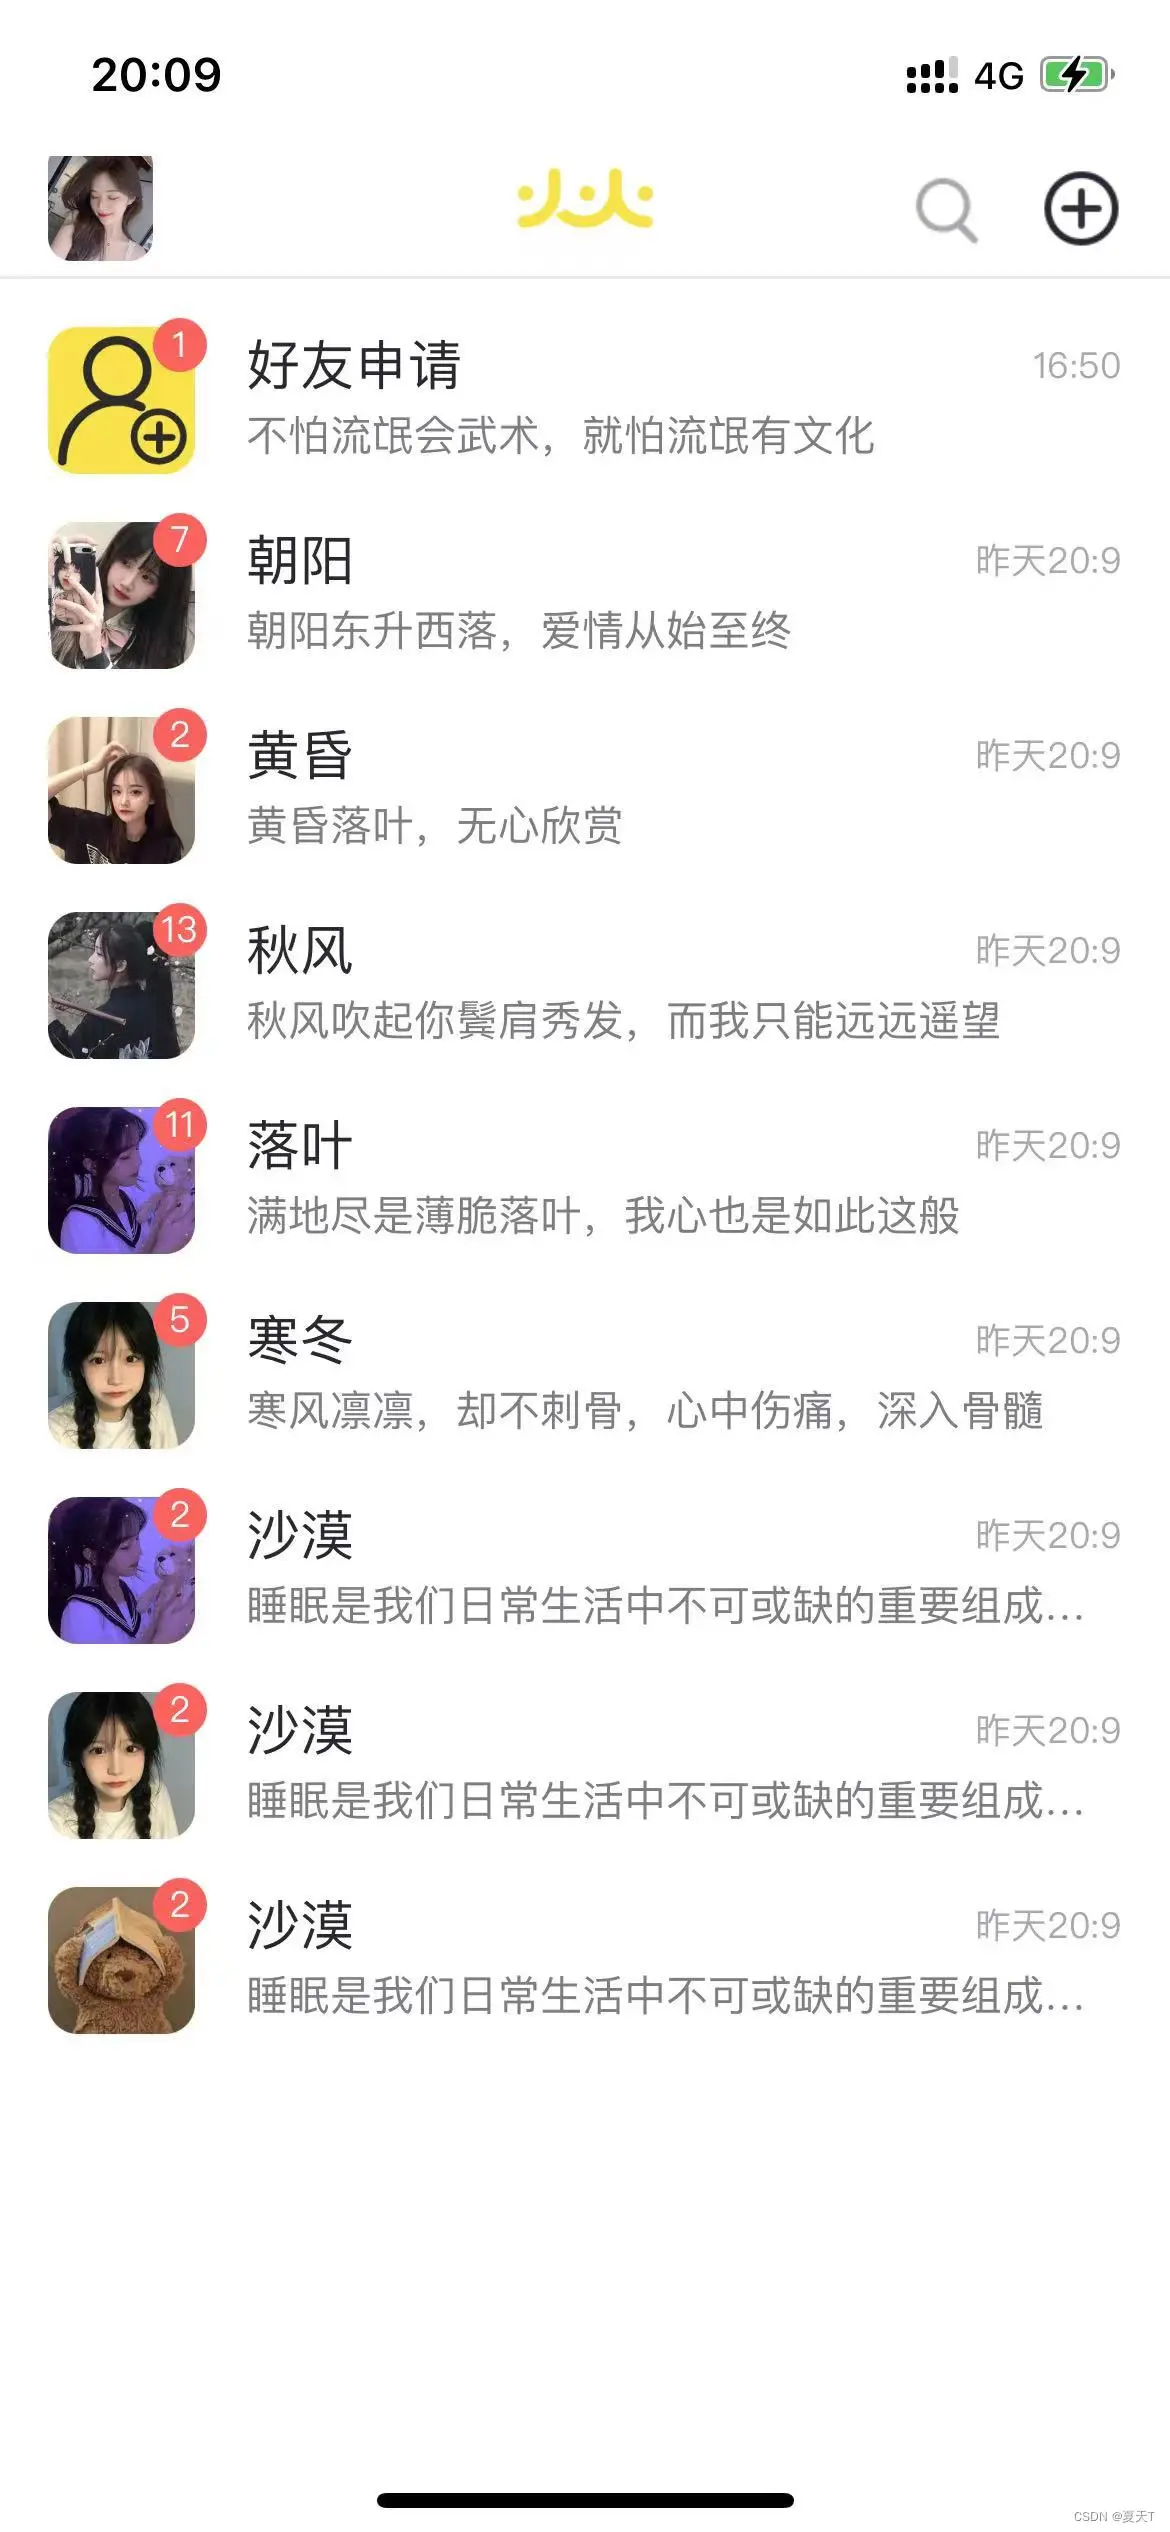 20:09
4G
1
好友申请
16:50
不怕流氓会武术，就怕流氓有文化
7
朝阳
昨天20:9
朝阳东升西落，爱情从始至终
2
黄昏
昨天20:9
黄昏落叶，无心欣赏
13
秋风
昨天20:9
秋风吹起你鬓肩秀发，而我只能远远遥望
11
落叶
昨天20:9
满地尽是薄脆落叶，我心也是如此这般
5
寒冬
昨天20:9
寒风凛凛，却不刺骨，心中伤痛，深入骨髓
2
沙漠
昨天20:9
睡眠是我们日常生活中不可或缺的重要组成...
2
沙漠
昨天20:9
睡眠是我们日常生活中不可或缺的重要组成...
2
沙漠
昨天20:9
睡眠是我们日常生活中不可或缺的重要组成...
CSDN @夏天T